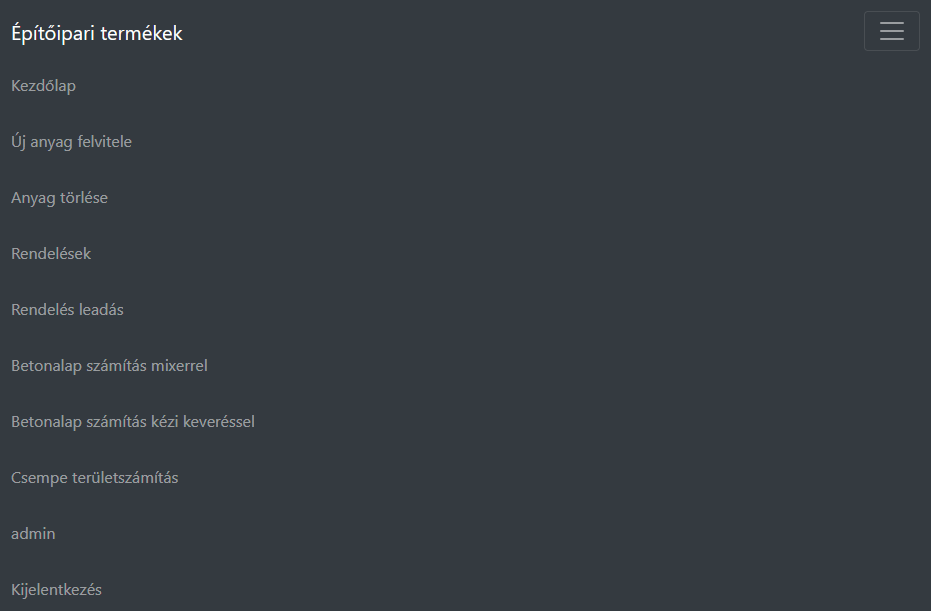 Építőipari termékek
Kezdőlap
Új anyag felvitele
Anyag törlése
Rendelések
Rendelés leadás
Betonalap számítás mixerrel
Betonalap számítás kézi keveréssel
Csempe területszámítás
admin
Kijelentkezés